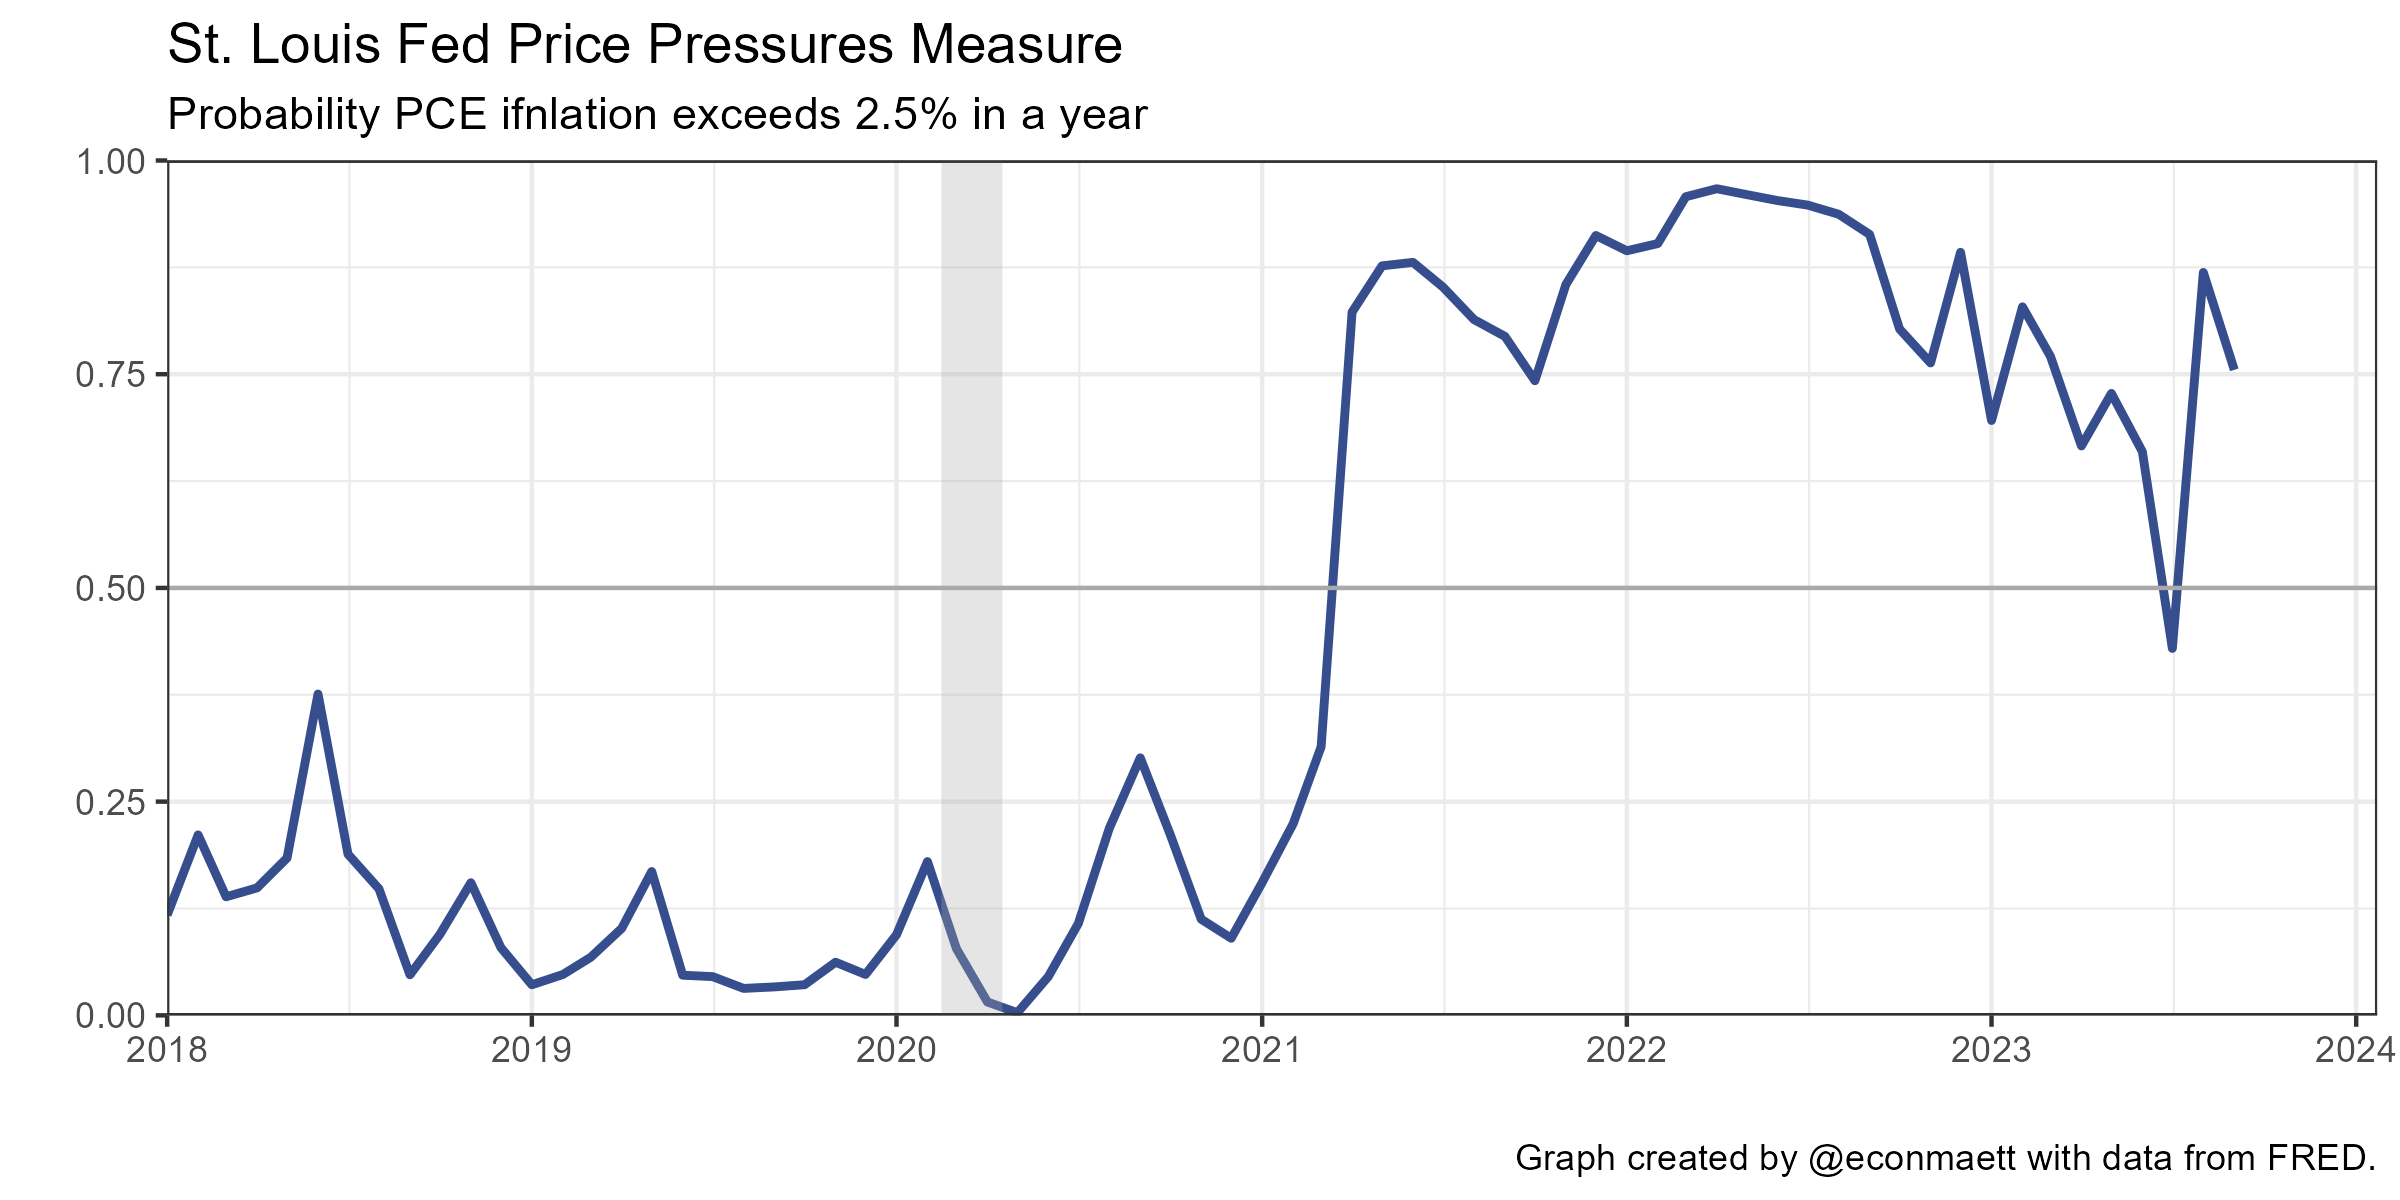 St. Louis Fed Price Pressures Measure
Probability PCE ifnlation exceeds 2.5% in a year
1.00
0.75
0.50
0.25
0.00
2018 2019 2020 2021 2022 2023 2024
Graph created by @econmaett with data from FRED.